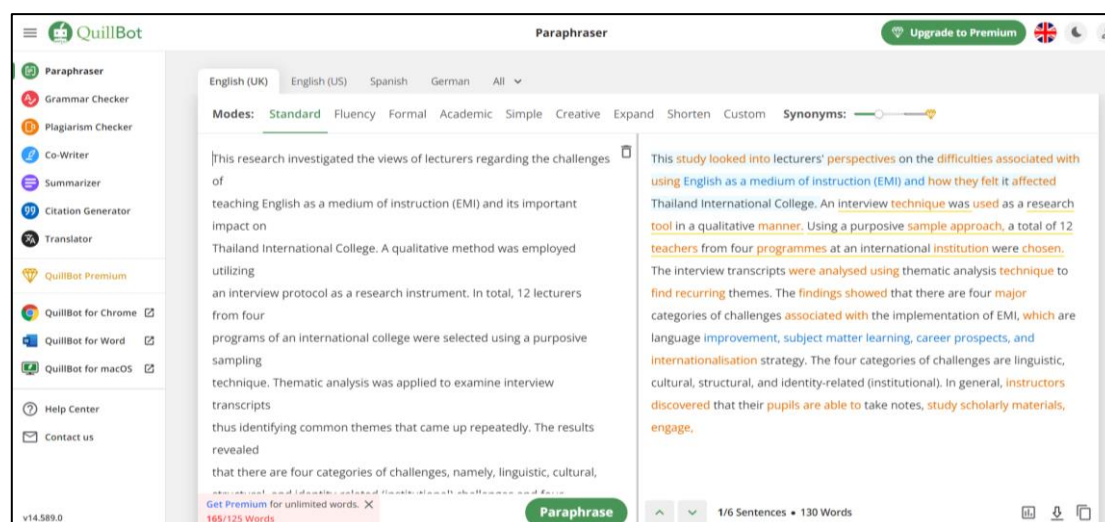 QuillBot
Paraphraser
Upgrade to Premium
Paraphraser
Grammar Checker
Plagiarism Checker
Co-Writer
Summarizer
99
Citation Generator
Translator
QuillBot Premium
QuillBot for Chrome
QuillBot for Word
QuillBot for macOS
Help Center
Contact us
v14.589.0
English (UK) English (US) Spanish German All
Modes: Standard Fluency Formal Academic Simple Creative Expand Shorten Custom Synonyms:
This research investigated the views of lecturers regarding the challenges
of
teaching English as a medium of instruction (EMI) and its important
impact on
Thailand International College. A qualitative method was employed
utilizing
an interview protocol as a research instrument. In total, 12 lecturers
from four
programs of an international college were selected using a purposive
sampling
technique. Thematic analysis was applied to examine interview
transcripts
thus identifying common themes that came up repeatedly. The results
revealed
that there are four categories of challenges, namely, linguistic, cultural,
Get Premium for unlimited words. X
165/125 Words
Paraphrase
This study looked into lecturers' perspectives on the difficulties associated with
using English as a medium of instruction (EMI) and how they felt it affected
Thailand International College. An interview technique was used as a research
tool in a qualitative manner. Using a purposive sample approach, a total of 12
teachers from four programmes at an international institution were chosen.
The interview transcripts were analysed using thematic analysis technique to
find recurring themes. The findings showed that there are four major
categories of challenges associated with the implementation of EMI, which are
language improvement, subject matter learning, career prospects, and
internationalisation strategy. The four categories of challenges are linguistic,
cultural, structural, and identity-related (institutional). In general, instructors
discovered that their pupils are able to take notes, study scholarly materials,
engage,
1/6 Sentences • 130 Words